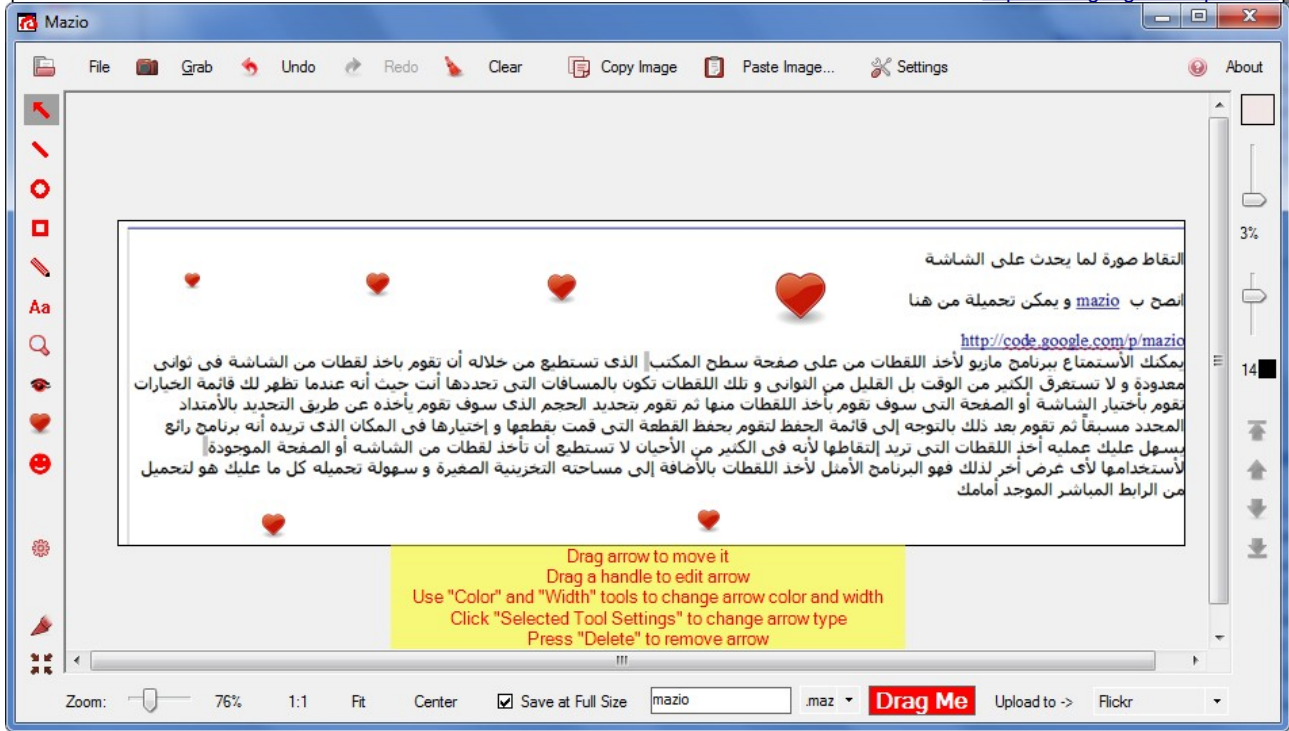 Mazio
File Grab Undo Redo Clear Copy Image Paste Image... Settings About
3%
التقاط صورة لما يحدث على الشاشة
انصح ب mazio و يمكن تحميلة من هنا
http://code.google.com/p/mazio
يمكنك الأستمتاع ببرنامج مازيو لأخذ اللقطات من على صفحة سطح المكتب الذى تستطيع من خلاله أن تقوم باخذ لقطات من الشاشة فى ثوانى
معدودة و لا تستغرق الكثير من الوقت بل القليل من الثوانى و تلك اللقطات تكون بالمسافات التى تحددها أنت حيث أنه عندما تظهر لك قائمة الخيارات
تقوم بأختيار الشاشة أو الصفحة التى سوف تقوم بأخذ اللقطات منها ثم تقوم بتحديد الحجم الذى سوف تقوم يأخذه عن طريق التحديد بالأمتداد
المحدد مسبقاً ثم تقوم بعد ذلك بالتوجه إلى قائمة الحفظ لتقوم بحفظ القطعة التى قمت بقطعها و إختيارها فى المكان الذى تريده أنه برنامج رائع
يسهل عليك عمليه أخذ اللقطات التى تريد إلتقاطها لأنه فى الكثير من الأحيان لا تستطيع أن تأخذ لقطات من الشاشه أو الصفحة الموجودة
لأستخدامها لأى غرض أخر لذلك فهو البرنامج الأمثل لأخذ اللقطات بالأضافة إلى مساحته التخزينية الصغيرة و سهولة تحميله كل ما عليك هو لتحميل
من الرابط المباشر الموجد أمامك
Aa
14
Drag arrow to move it
Drag a handle to edit arrow
Use "Color" and "Width" tools to change arrow color and width
Click "Selected Tool Settings" to change arrow type
Press "Delete" to remove arrow
Zoom: 76% 1:1 Fit Center Save at Full Size mazio .maz Drag Me Upload to -> Flickr